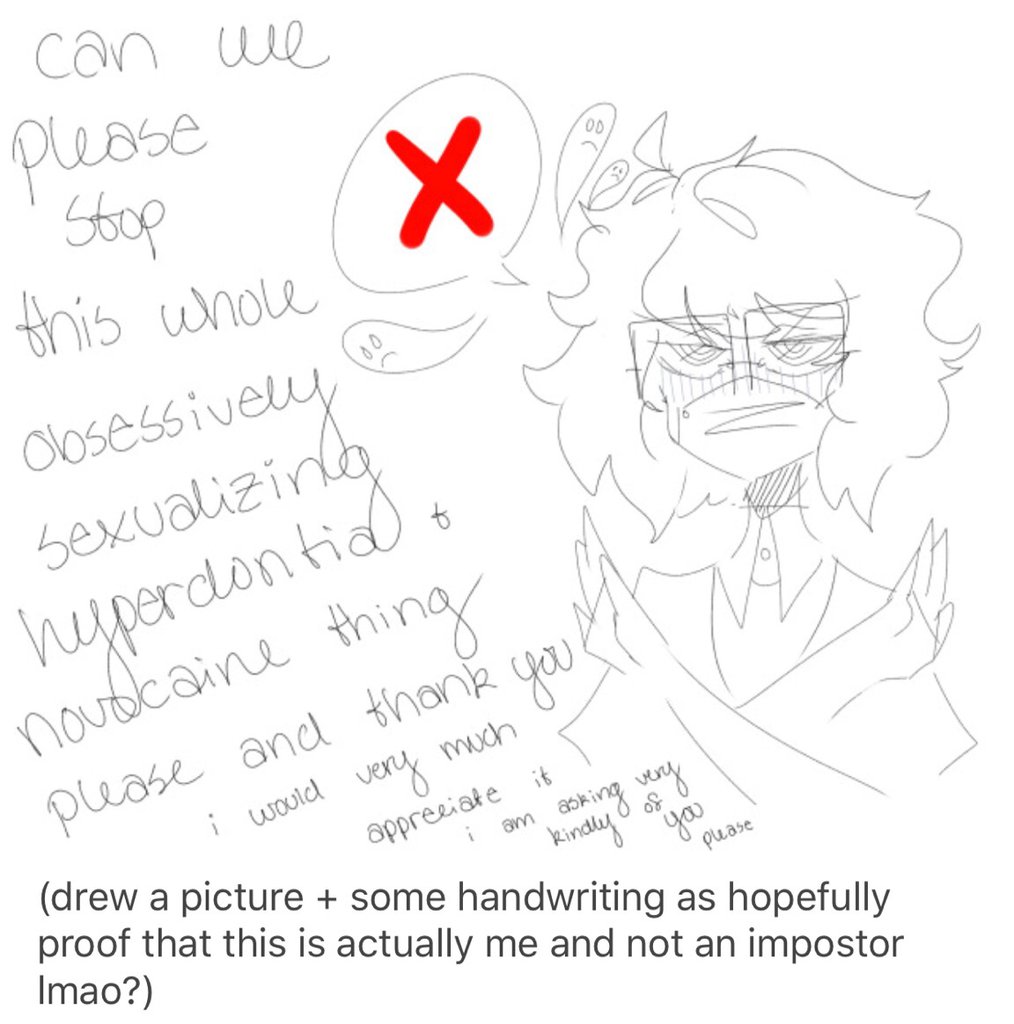 can we
please
stop
this whole
obsessively
sexualizing
hyperdontia +
novocaine thing
please and thank you
i would very much
appreciate it
i am asking very
kindly of
you
please
(drew a picture + some handwriting as hopefully
proof that this is actually me and not an impostor
lmao?)